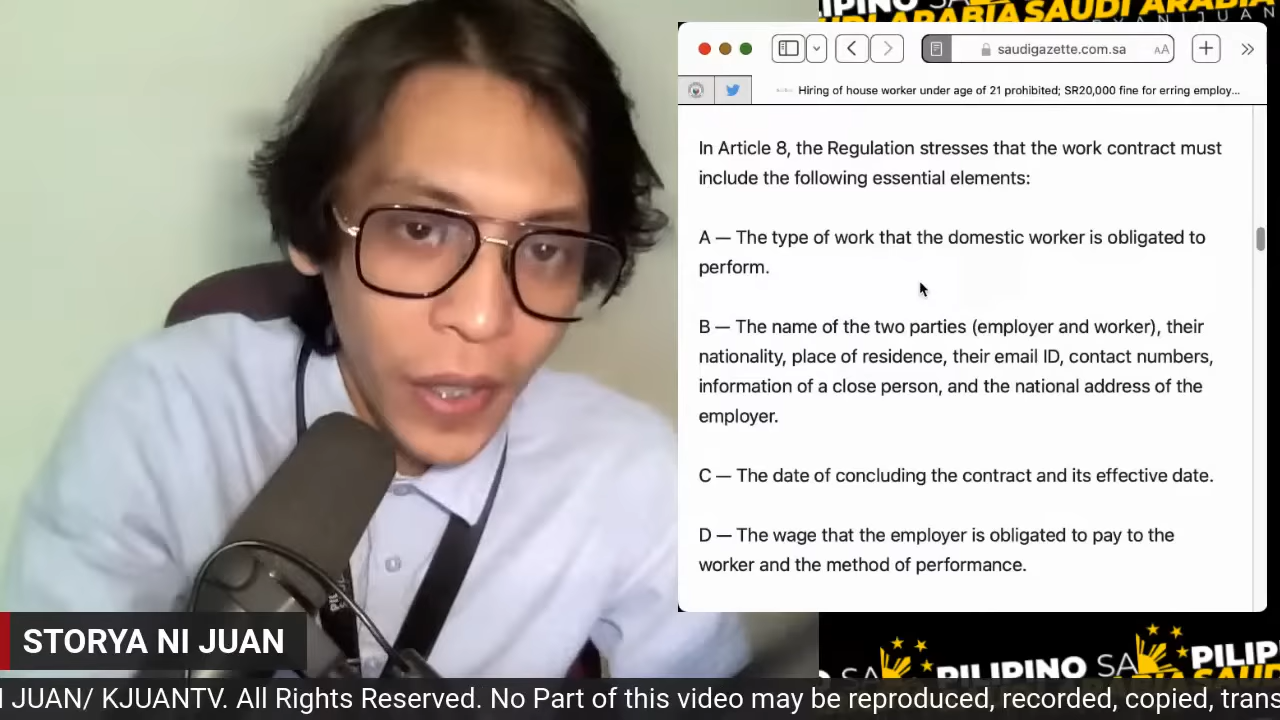 IPINO SA
UDI ARABIA SAUDI ARABIA
saudigazette.com.sa
AA
Hiring of house worker under age of 21 prohibited; SR20,000 fine for erring employ...
In Article 8, the Regulation stresses that the work contract must
include the following essential elements:
A — The type of work that the domestic worker is obligated to
perform.
B — The name of the two parties (employer and worker), their
nationality, place of residence, their email ID, contact numbers,
information of a close person, and the national address of the
employer.
C — The date of concluding the contract and its effective date.
D — The wage that the employer is obligated to pay to the
worker and the method of performance.
STORYA NI JUAN
PILIPINO SA
PILIP
JUAN/ KJUANTV. All Rights Reserved. No Part of this video may be reproduced, recorded, copied, trans